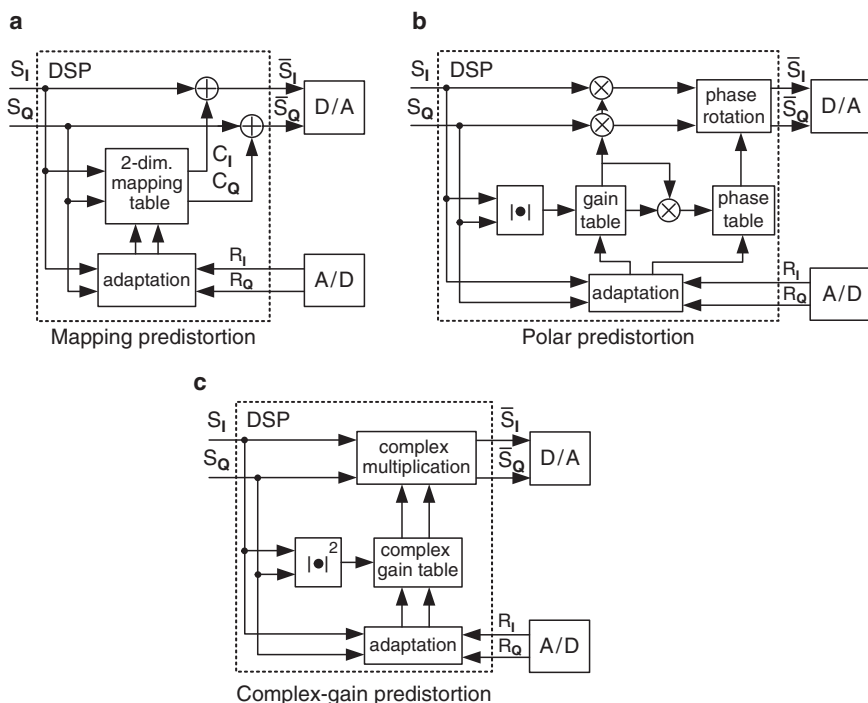 a
S_I DSP S̅_I
S_Q S̅_Q
D/A
2-dim.
mapping
table
C_I
C_Q
adaptation
R_I
R_Q
A/D
Mapping predistortion
b
S_I DSP S̅_I
S_Q S̅_Q
phase
rotation
D/A
|•|
gain
table
phase
table
adaptation
R_I
R_Q
A/D
Polar predistortion
c
S_I DSP S̅_I
S_Q S̅_Q
complex
multiplication
D/A
|•|²
complex
gain table
adaptation
R_I
R_Q
A/D
Complex-gain predistortion